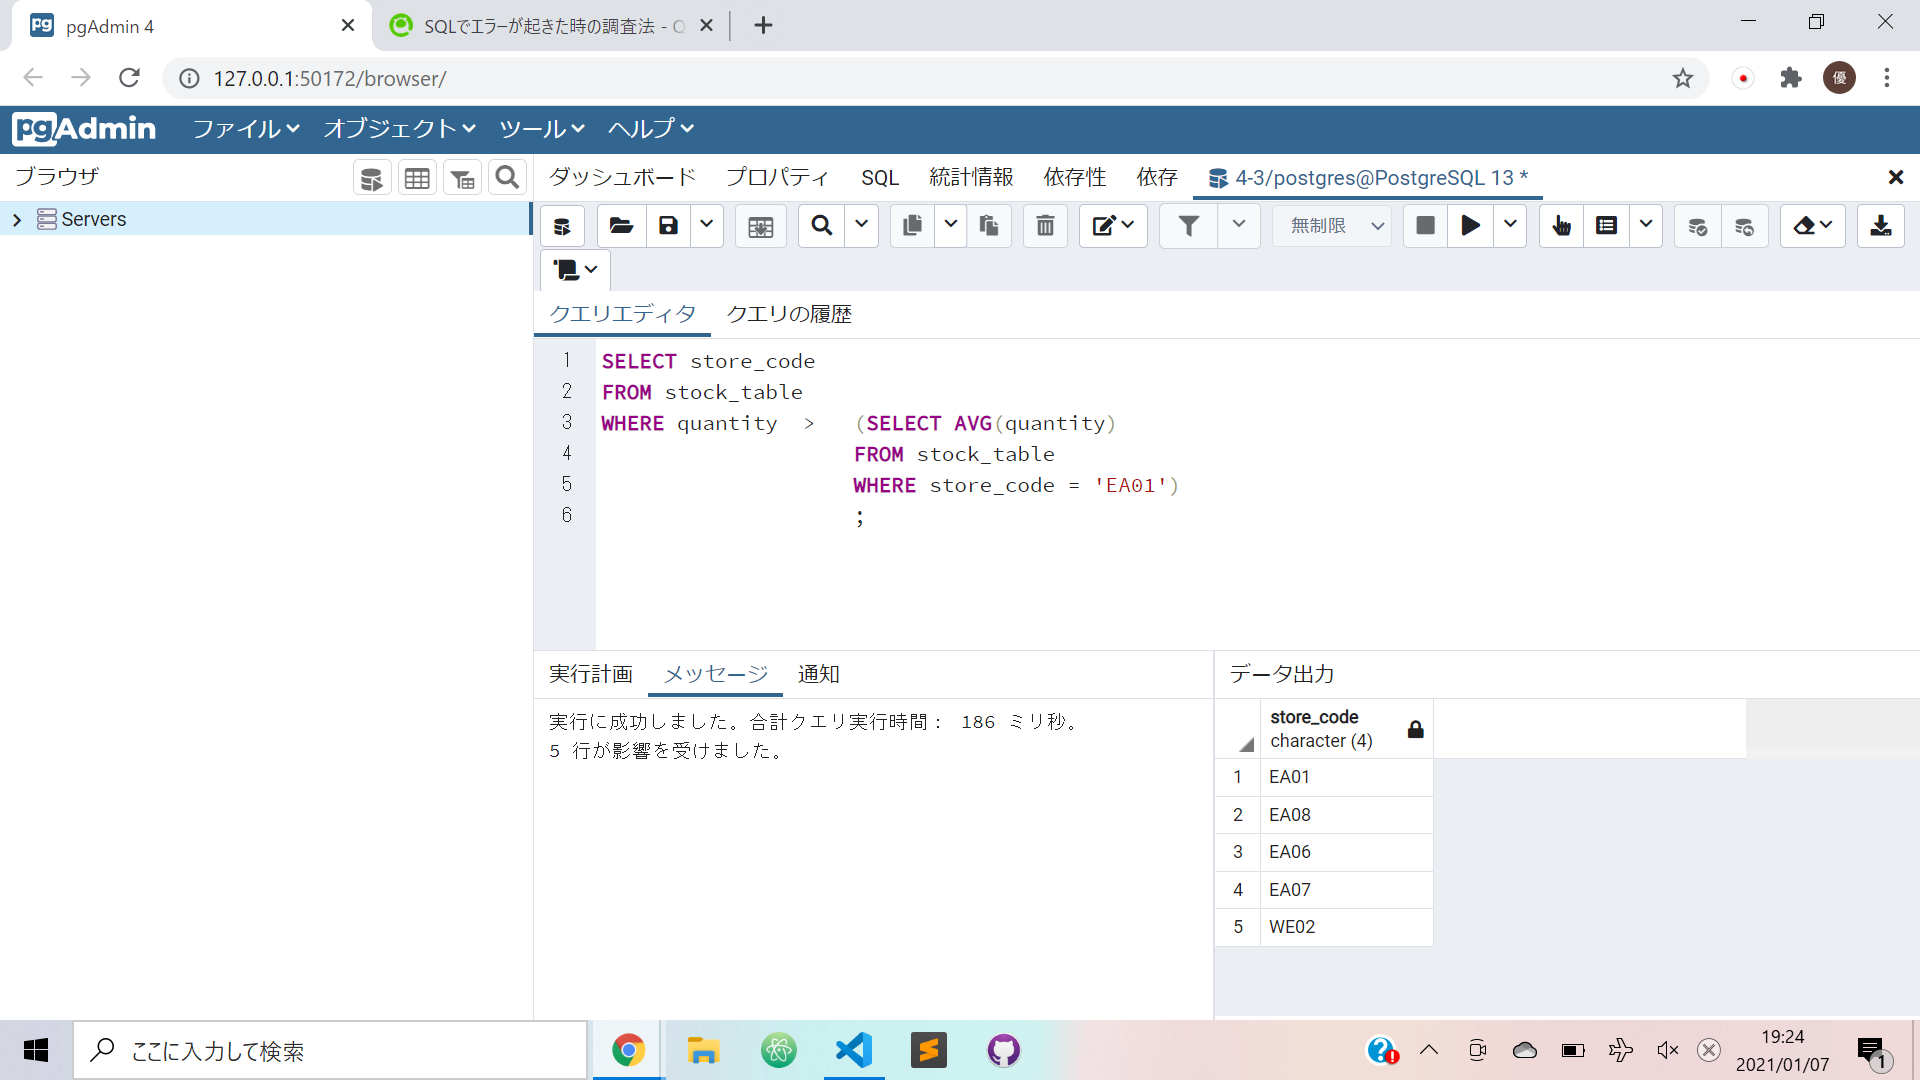 pgAdmin 4
SQLでエラーが起きた時の調査法 - Q
127.0.0.1:50172/browser/
優
pgAdmin
ファイル
オブジェクト
ツール
ヘルプ
ブラウザ
ダッシュボード
プロパティ
SQL
統計情報
依存性
依存
4-3/postgres@PostgreSQL 13 *
Servers
無制限
クエリエディタ
クエリの履歴
1 SELECT store_code
2 FROM stock_table
3 WHERE quantity > (SELECT AVG(quantity)
4 FROM stock_table
5 WHERE store_code = 'EA01')
6 ;
実行計画
メッセージ
通知
データ出力
実行に成功しました。合計クエリ実行時間： 186 ミリ秒。
5 行が影響を受けました。
store_code
character (4)
1 EA01
2 EA08
3 EA06
4 EA07
5 WE02
ここに入力して検索
19:24
2021/01/07
1